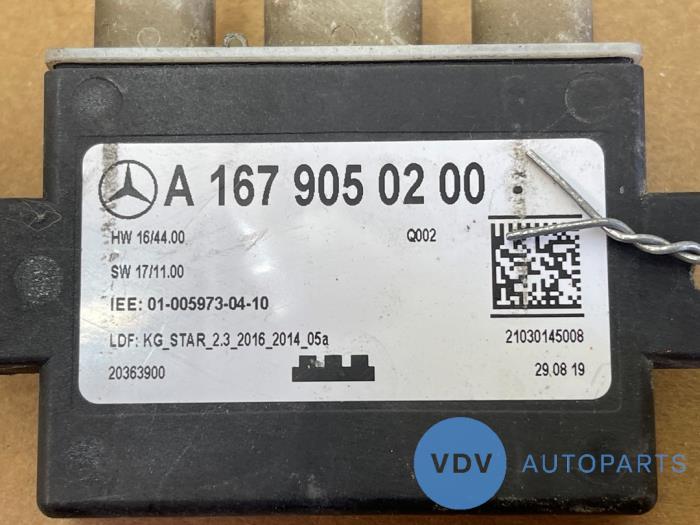 A 167 905 02 00
HW 16/44.00 Q002
SW 17/11.00
IEE: 01-005973-04-10
LDF: KG_STAR_2.3_2016_2014_05a 21030145008
20363900 29.08 19
VDV AUTOPARTS